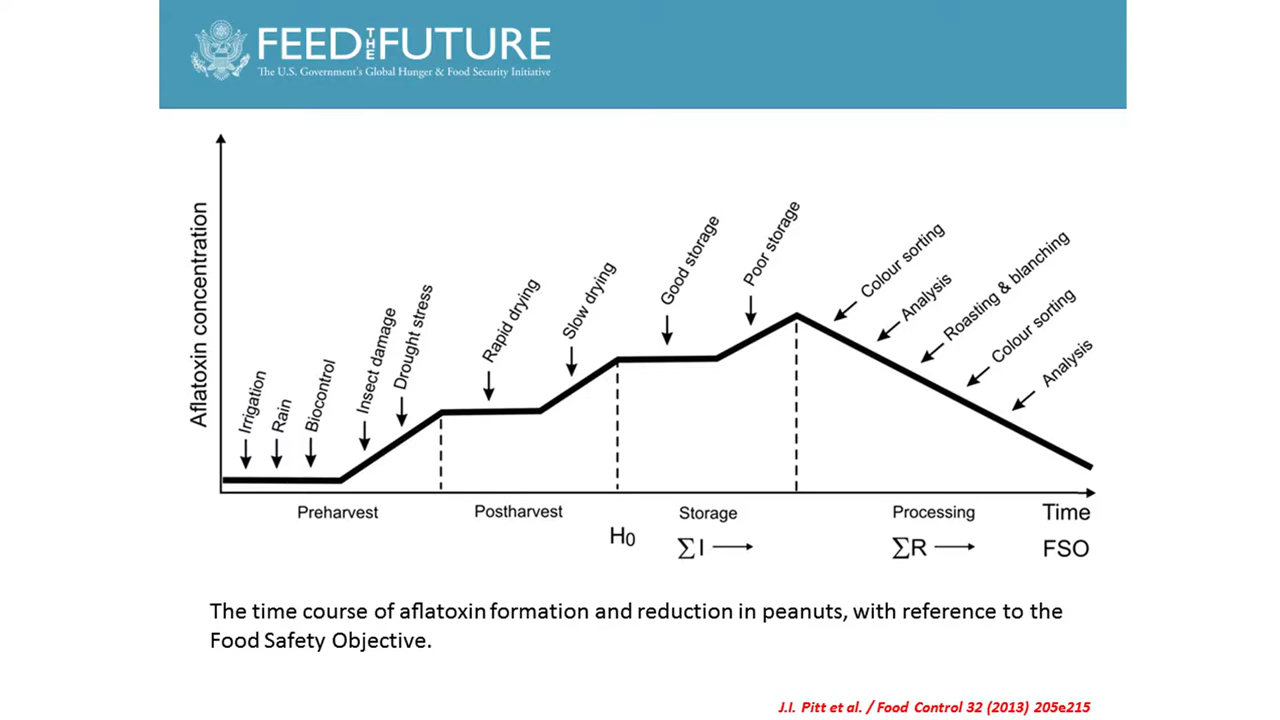 FEED THE FUTURE
The U.S. Government's Global Hunger & Food Security Initiative
Aflatoxin concentration
Irrigation
Rain
Biocontrol
Insect damage
Drought stress
Rapid drying
Slow drying
Good storage
Poor storage
Colour sorting
Analysis
Roasting & blanching
Colour sorting
Analysis
Preharvest
Postharvest
Storage
Processing
Time
H₀
∑I
∑R
FSO
The time course of aflatoxin formation and reduction in peanuts, with reference to the
Food Safety Objective.
J.I. Pitt et al. / Food Control 32 (2013) 205e215